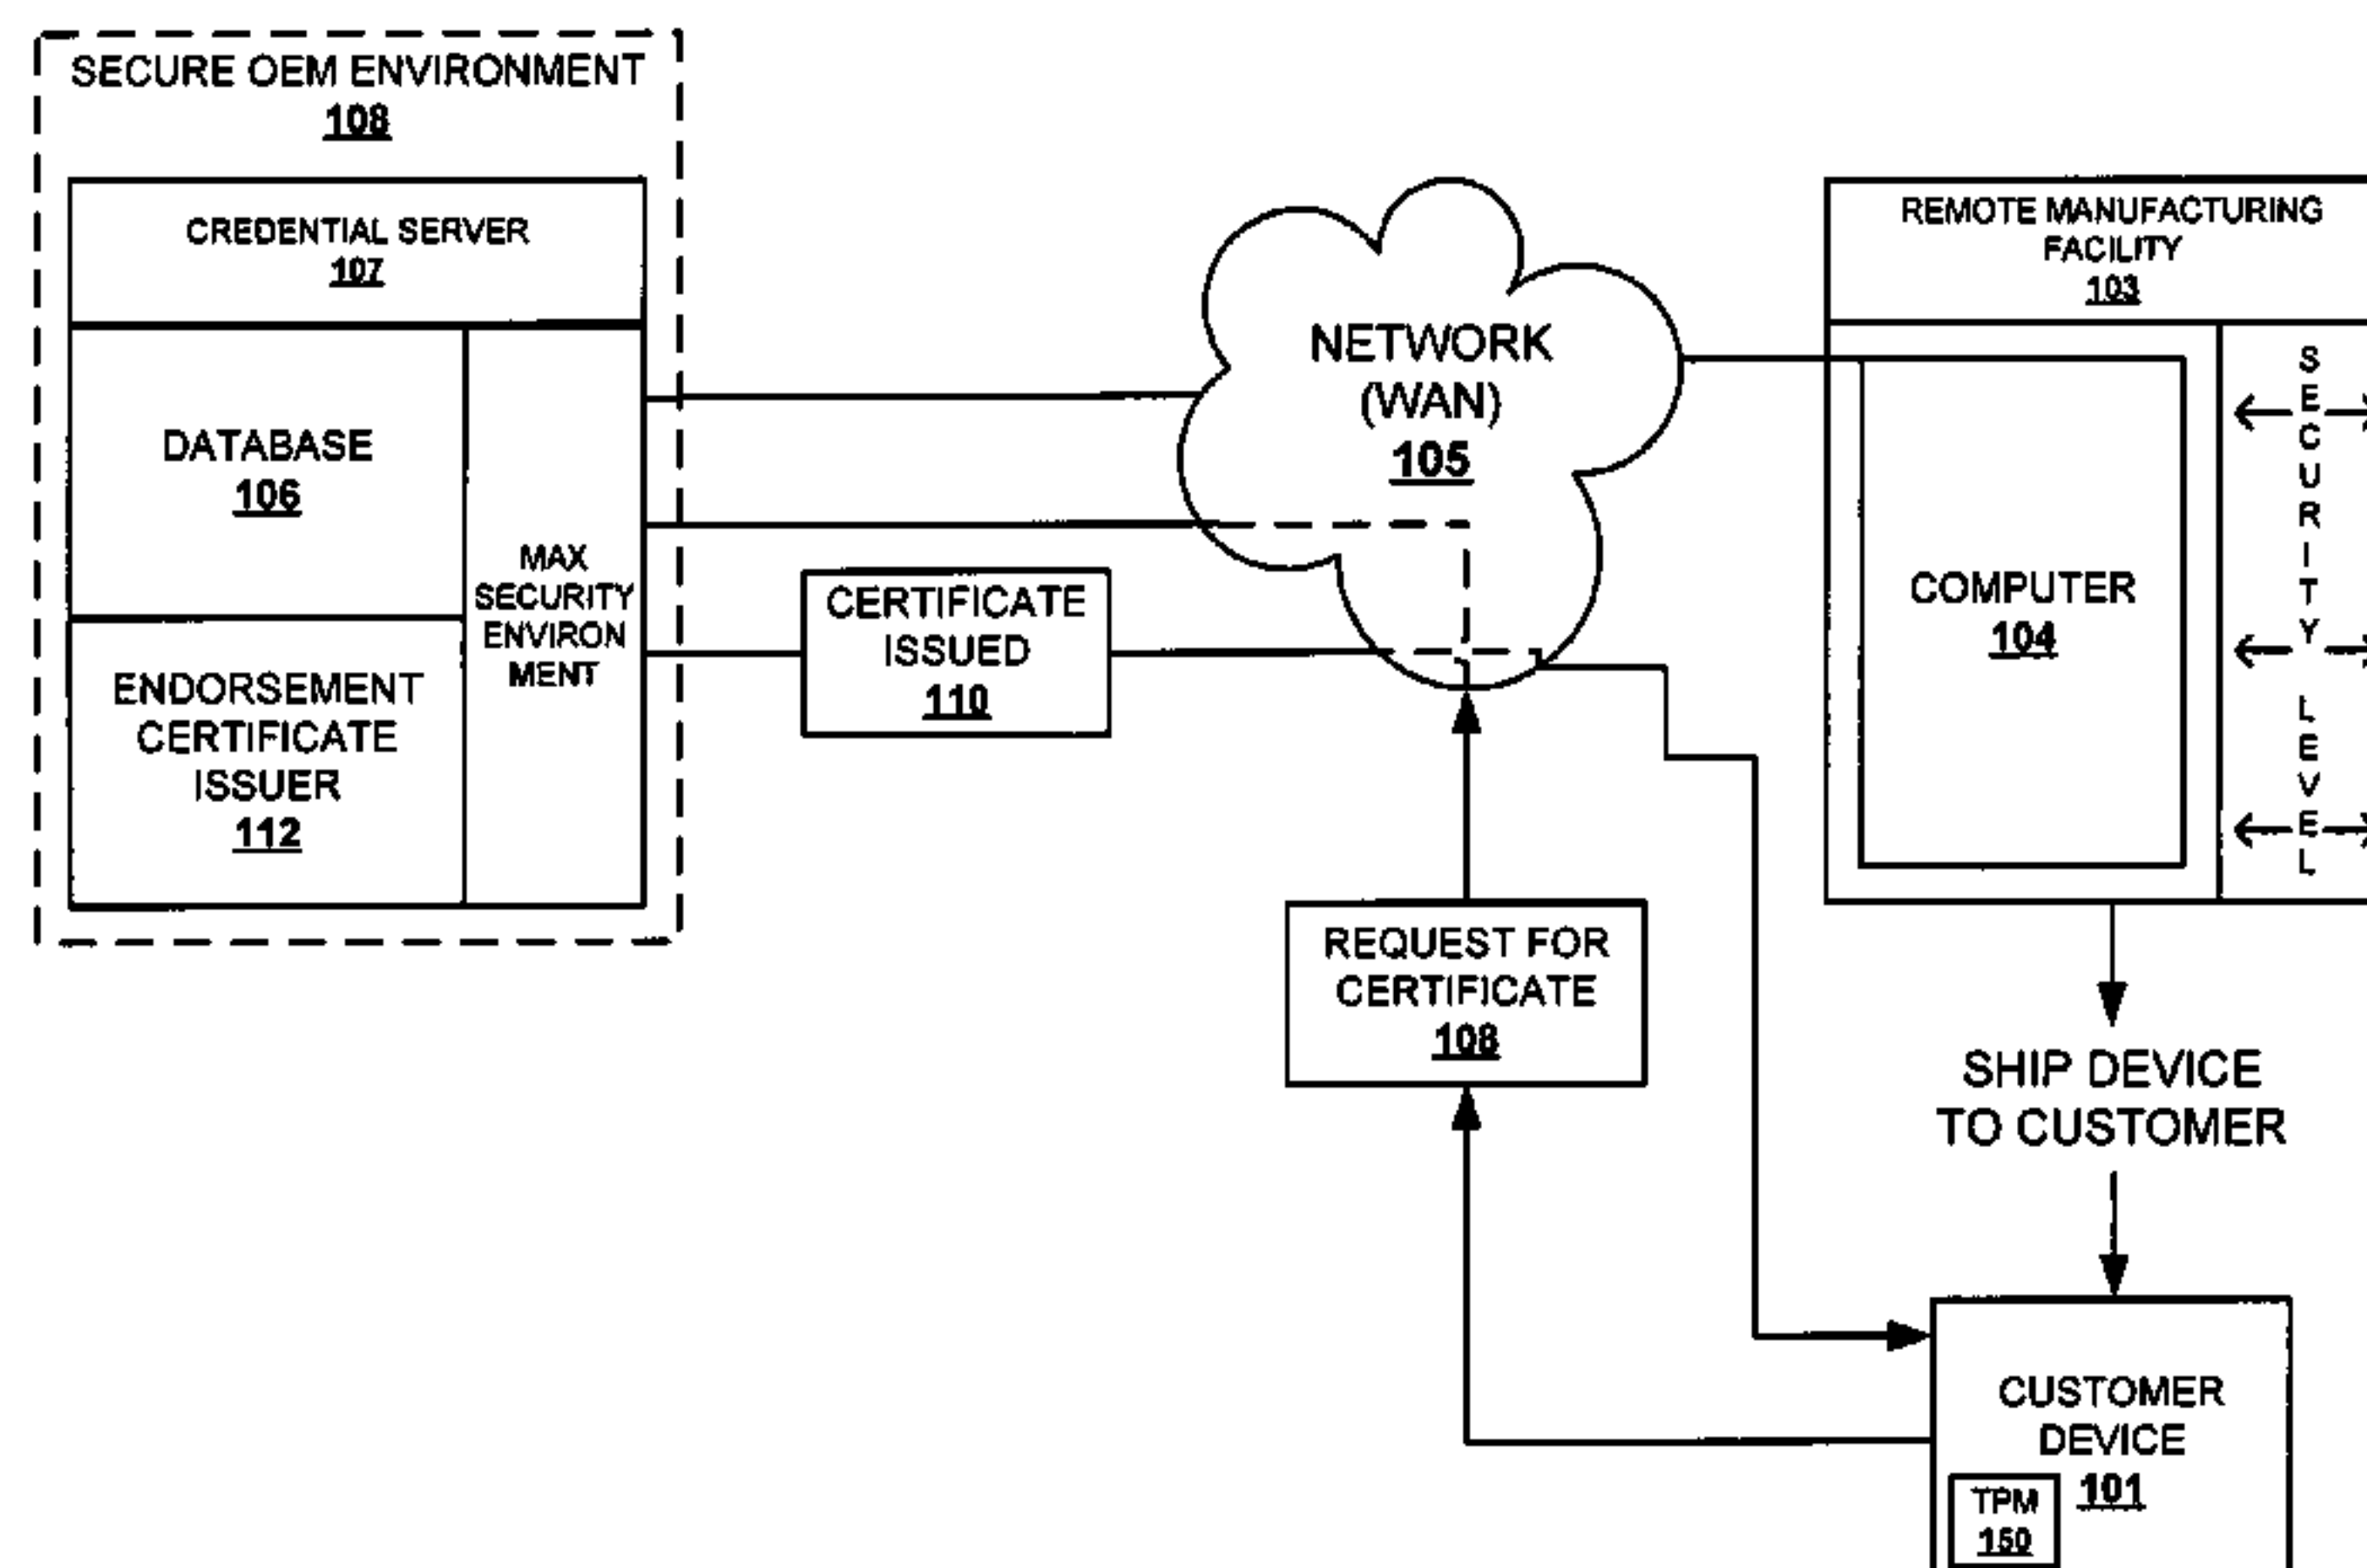 SECURE OEM ENVIRONMENT
108
CREDENTIAL SERVER
107
DATABASE
106
MAX
SECURITY
ENVIRON
MENT
ENDORSEMENT
CERTIFICATE
ISSUER
112
CERTIFICATE
ISSUED
110
NETWORK
(WAN)
105
REQUEST FOR
CERTIFICATE
108
REMOTE MANUFACTURING
FACILITY
103
COMPUTER
104
SECURITY LEVEL
SHIP DEVICE
TO CUSTOMER
CUSTOMER
DEVICE
101
TPM
150